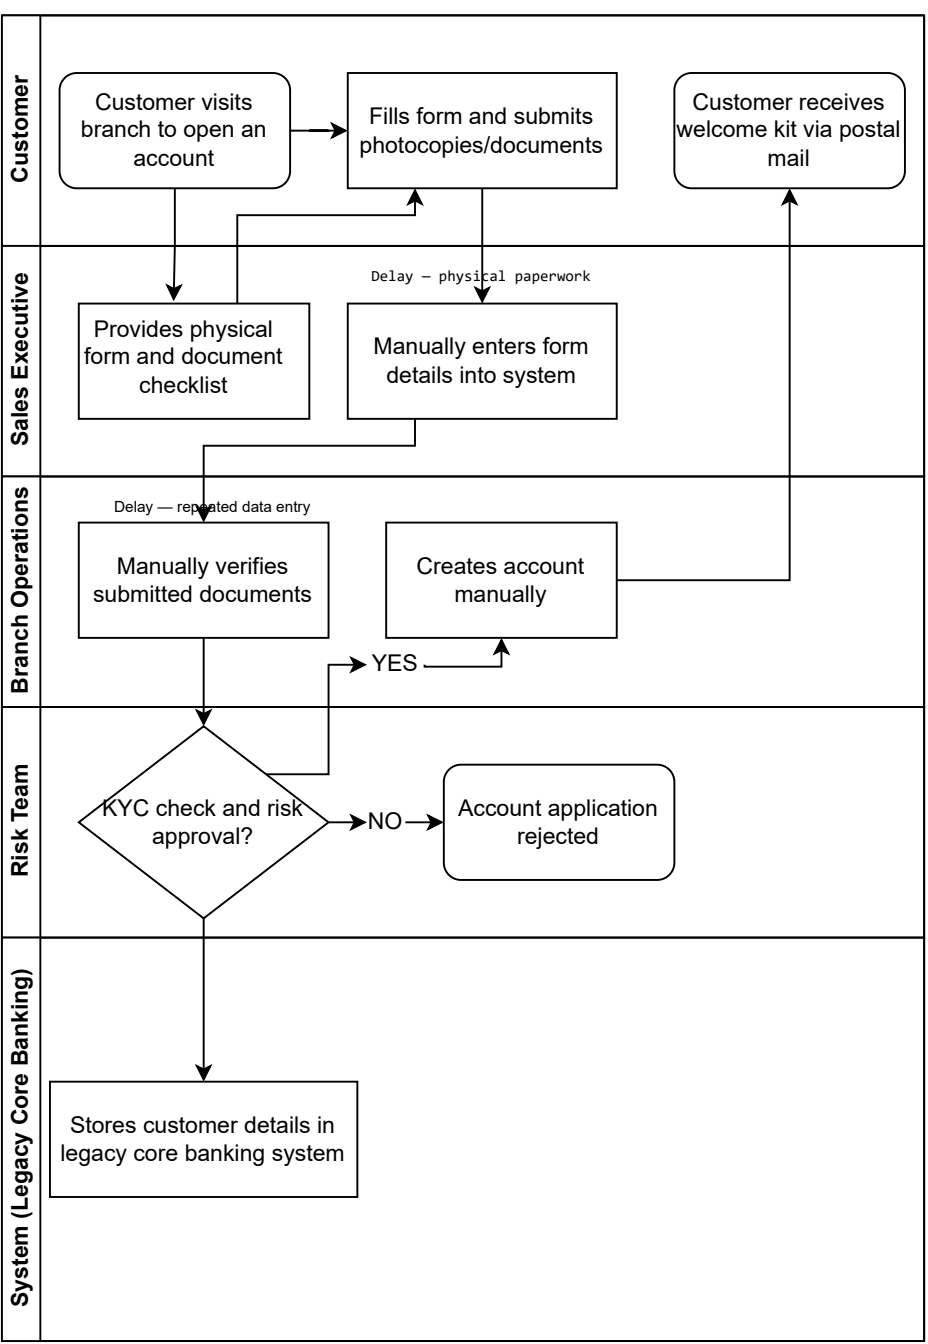 Customer
Customer visits
branch to open an
account
Fills form and submits
photocopies/documents
Customer receives
welcome kit via postal
mail
Sales Executive
Delay — physical paperwork
Provides physical
form and document
checklist
Manually enters form
details into system
Branch Operations
Delay — repeated data entry
Manually verifies
submitted documents
Creates account
manually
YES
Risk Team
KYC check and risk
approval?
NO
Account application
rejected
System (Legacy Core Banking)
Stores customer details in
legacy core banking system